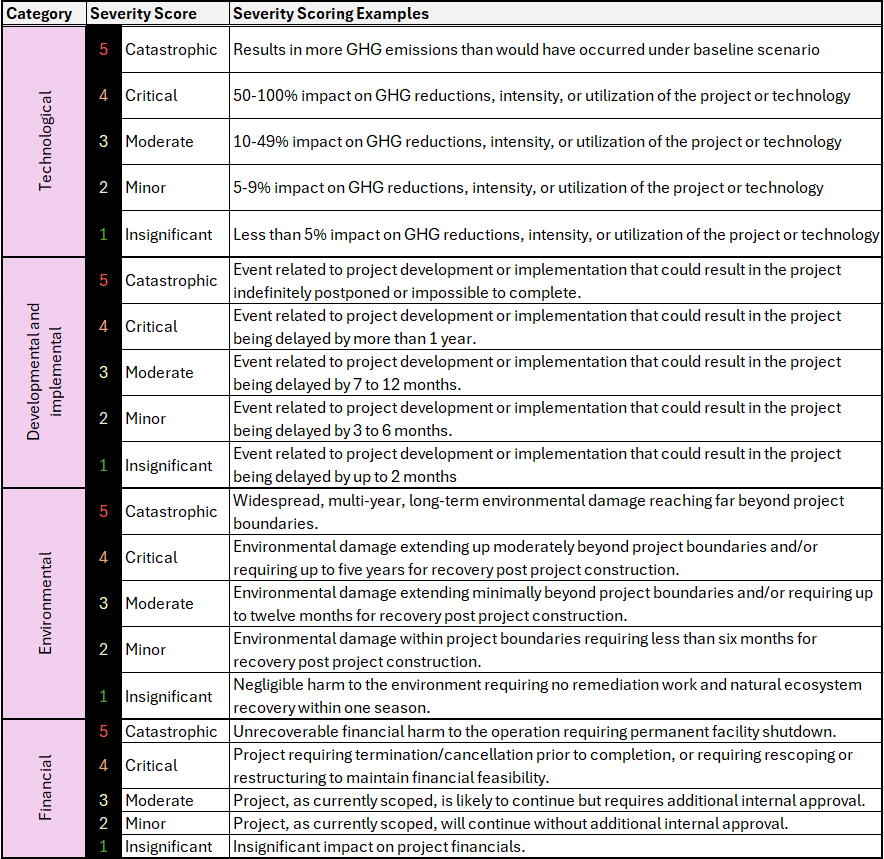 Category Severity Score Severity Scoring Examples
Technological
5 Catastrophic Results in more GHG emissions than would have occurred under baseline scenario
4 Critical 50-100% impact on GHG reductions, intensity, or utilization of the project or technology
3 Moderate 10-49% impact on GHG reductions, intensity, or utilization of the project or technology
2 Minor 5-9% impact on GHG reductions, intensity, or utilization of the project or technology
1 Insignificant Less than 5% impact on GHG reductions, intensity, or utilization of the project or technology
Developmental and
implemental
5 Catastrophic Event related to project development or implementation that could result in the project
indefinitely postponed or impossible to complete.
4 Critical Event related to project development or implementation that could result in the project
being delayed by more than 1 year.
3 Moderate Event related to project development or implementation that could result in the project
being delayed by 7 to 12 months.
2 Minor Event related to project development or implementation that could result in the project
being delayed by 3 to 6 months.
1 Insignificant Event related to project development or implementation that could result in the project
being delayed by up to 2 months
Environmental
5 Catastrophic Widespread, multi-year, long-term environmental damage reaching far beyond project
boundaries.
4 Critical Environmental damage extending up moderately beyond project boundaries and/or
requiring up to five years for recovery post project construction.
3 Moderate Environmental damage extending minimally beyond project boundaries and/or requiring up
to twelve months for recovery post project construction.
2 Minor Environmental damage within project boundaries requiring less than six months for
recovery post project construction.
1 Insignificant Negligible harm to the environment requiring no remediation work and natural ecosystem
recovery within one season.
Financial
5 Catastrophic Unrecoverable financial harm to the operation requiring permanent facility shutdown.
4 Critical Project requiring termination/cancellation prior to completion, or requiring rescoping or
restructuring to maintain financial feasibility.
3 Moderate Project, as currently scoped, is likely to continue but requires additional internal approval.
2 Minor Project, as currently scoped, will continue without additional internal approval.
1 Insignificant Insignificant impact on project financials.